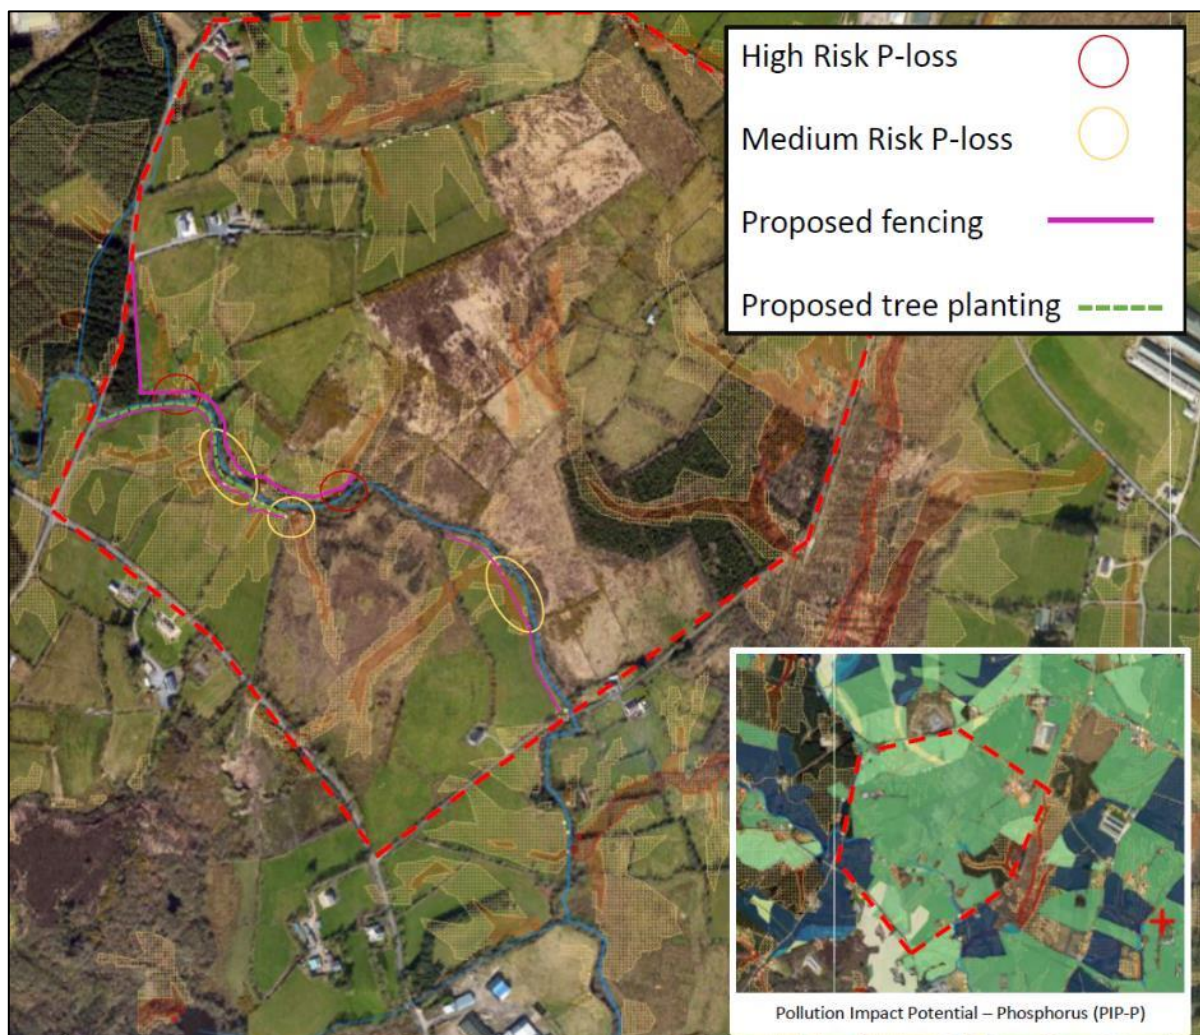 High Risk P-loss
Medium Risk P-loss
Proposed fencing
Proposed tree planting
Pollution Impact Potential – Phosphorus (PIP-P)